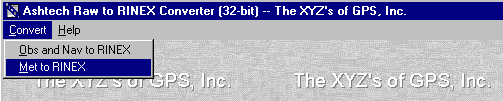 Ashtech Raw to RINEX Converter (32-bit) -- The XYZ's of GPS, Inc.
Convert Help
Obs and Nav to RINEX
Met to RINEX
The XYZ's of GPS, Inc. The XYZ's of GPS, Inc.